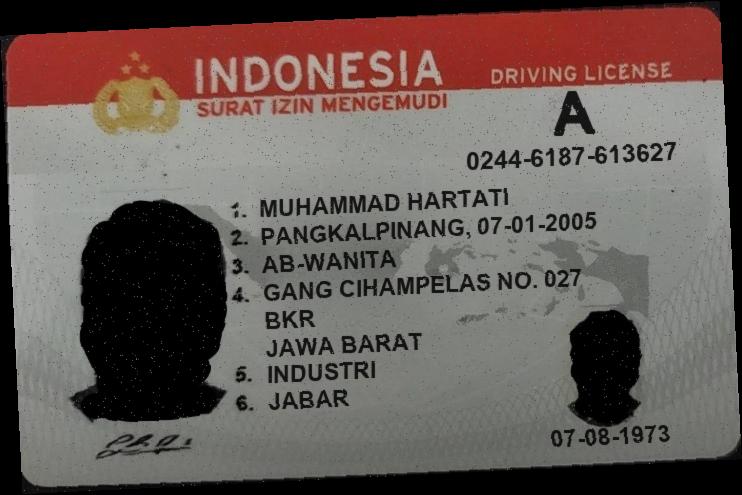 INDONESIA
SURAT IZIN MENGEMUDI
DRIVING LICENSE
A
0244-6187-613627
1. MUHAMMAD HARTATI
2. PANGKALPINANG, 07-01-2005
3. AB-WANITA
4. GANG CIHAMPELAS NO. 027
BKR
JAWA BARAT
5. INDUSTRI
6. JABAR
07-08-1973